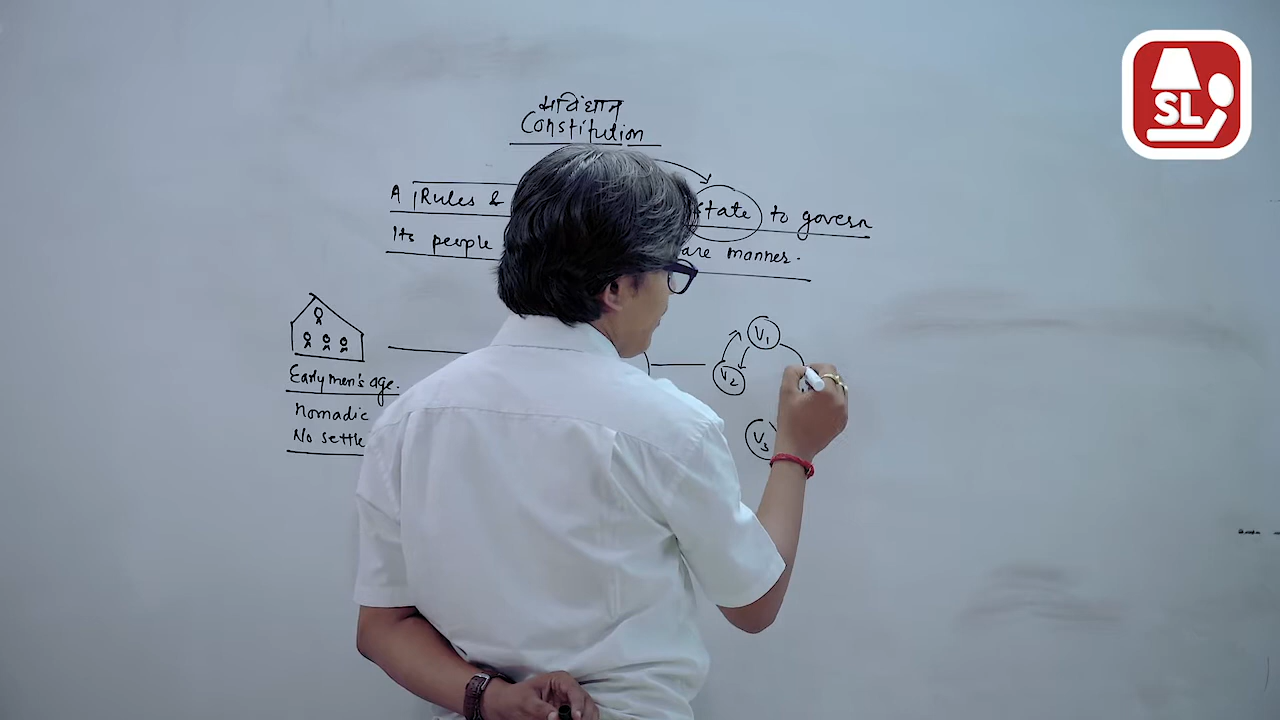 संविधान
Constitution
A Rules & state to govern
Its people are manner.
V1
V2
V3
Early men's age.
Nomadic
No settle
SL